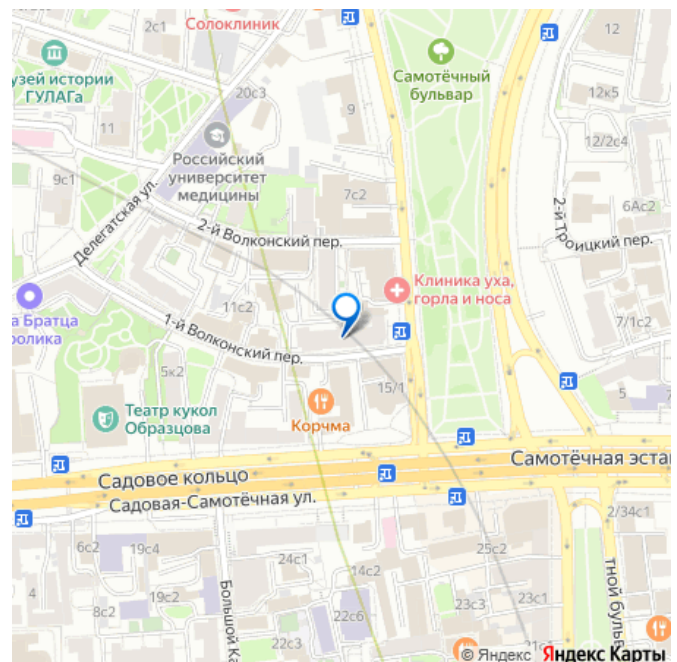 2с1
Солоклиник
12
узей истории
ГУЛАГа
Самотёчный
бульвар
20с3
12к5
9
11
12/2с4
Российский
университет
медицины
9с1
7с2
6Ас2
Делегатская ул.
2-й Волконский пер.
2-й Троицкий пер.
Клиника уха,
горла и носа
11с2
а Братца
ролика
1-й Волконский пер.
7/1с2
5к2
15/1
5
7
Театр кукол
Образцова
Корчма
Садовое кольцо
Самотёчная эста
Садовая-Самотёчная ул.
2/34с1
6с2
19с4
25с2
24с1
14с2
4
Большой Ка
19с2
8с2
23с3
23с1
тной бульв
22с6
22с3
© Яндекс Яндекс Карты